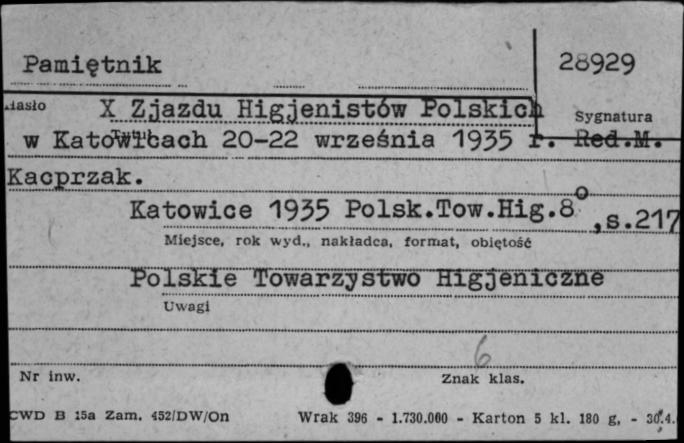 Pamiętnik 28929
Hasło X Zjazdu Higjenistów Polskich Sygnatura
w Katowicach 20-22 września 1935 r. Red.M.
Kacprzak.
Katowice 1935 Polsk.Tow.Hig.8o,s.217
Miejsce, rok wyd., nakładca, format, objętość
Polskie Towarzystwo Higjeniczne
Uwagi
6
Nr inw. Znak klas.
CWD B 15a Zam. 452/DW/On Wrak 396 - 1.730.000 - Karton 5 kl. 180 g, - 30.4.